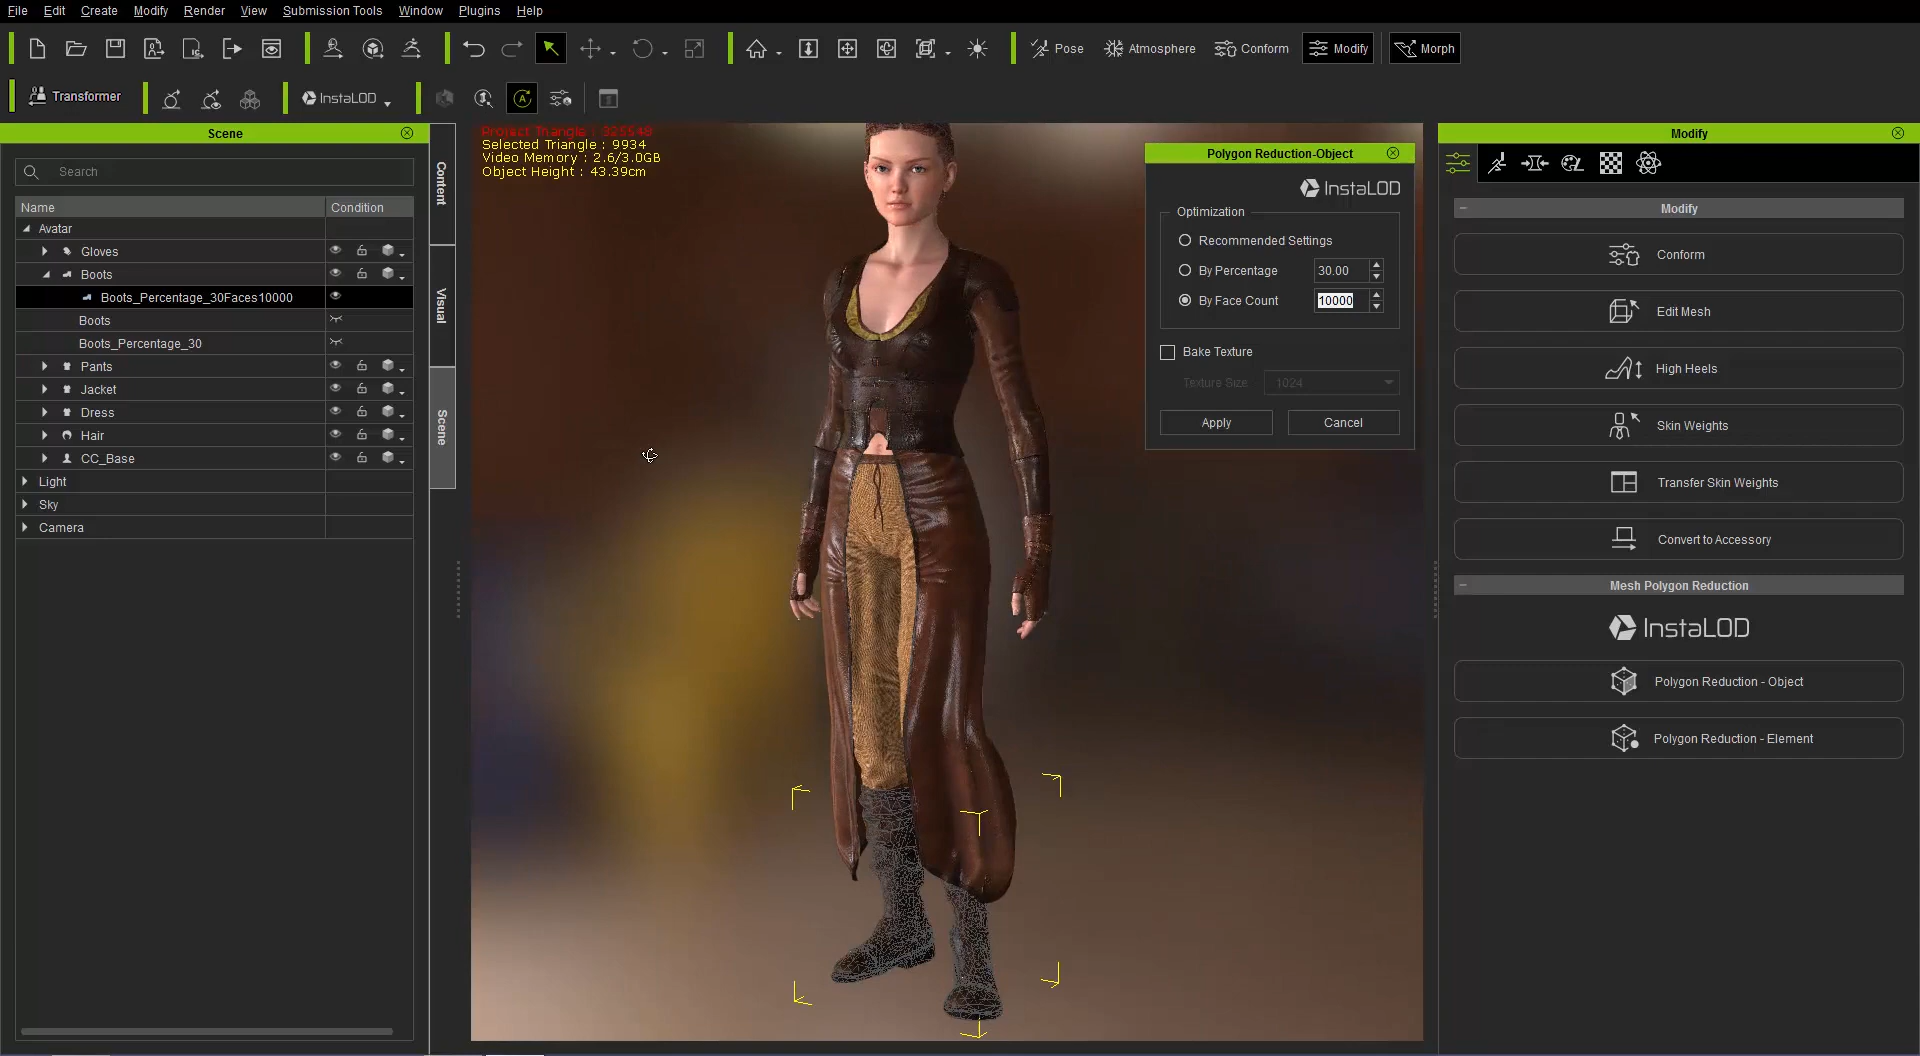 File Edit Create Modify Render View Submission Tools Window Plugins Help
Pose Atmosphere Conform Modify Morph
Transformer InstaLOD A
Scene
Search
Name Condition
Avatar
Gloves
Boots
Boots_Percentage_30Faces10000
Boots
Boots_Percentage_30
Pants
Jacket
Dress
Hair
CC_Base
Light
Sky
Camera
Content
Visual
Scene
Project Triangle : 325548
Selected Triangle : 9934
Video Memory : 2.6/3.0GB
Object Height : 43.39cm
Polygon Reduction-Object
InstaLOD
Optimization
Recommended Settings
By Percentage 30.00
By Face Count 10000
Bake Texture
Texture Size 1024
Apply Cancel
Modify
Modify
Conform
Edit Mesh
High Heels
Skin Weights
Transfer Skin Weights
Convert to Accessory
Mesh Polygon Reduction
InstaLOD
Polygon Reduction - Object
Polygon Reduction - Element